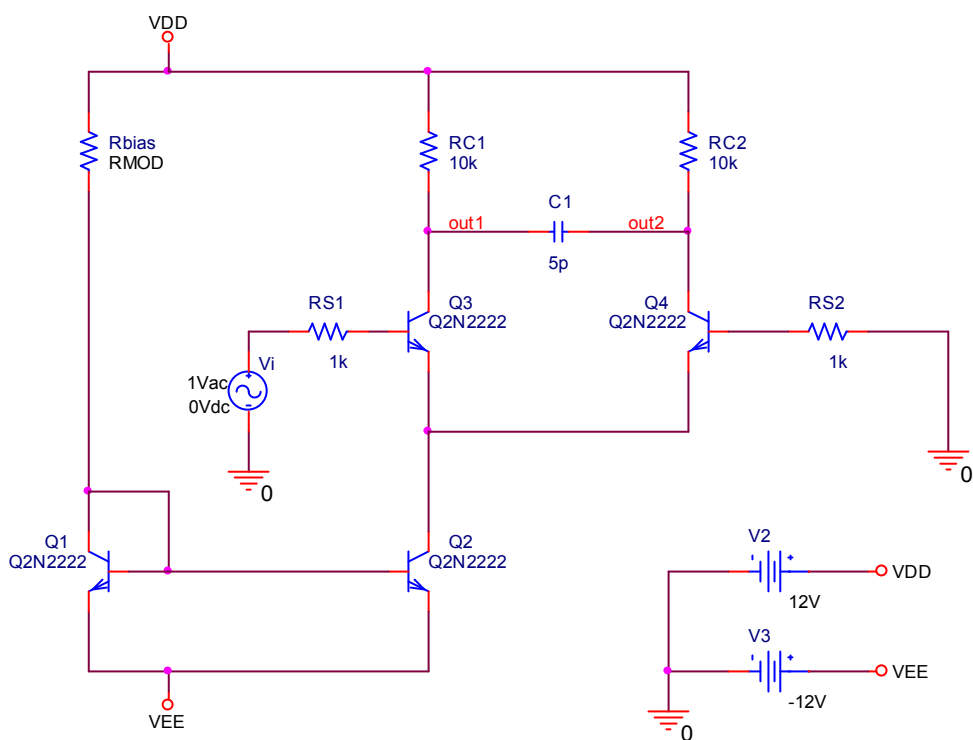 VDD
Rbias
RMOD
RC1
10k
RC2
10k
C1
out1
out2
5p
RS1
1k
Q3
Q2N2222
Q4
Q2N2222
RS2
1k
Vi
1Vac
0Vdc
0
0
Q1
Q2N2222
Q2
Q2N2222
V2
12V
VDD
V3
-12V
VEE
0
VEE